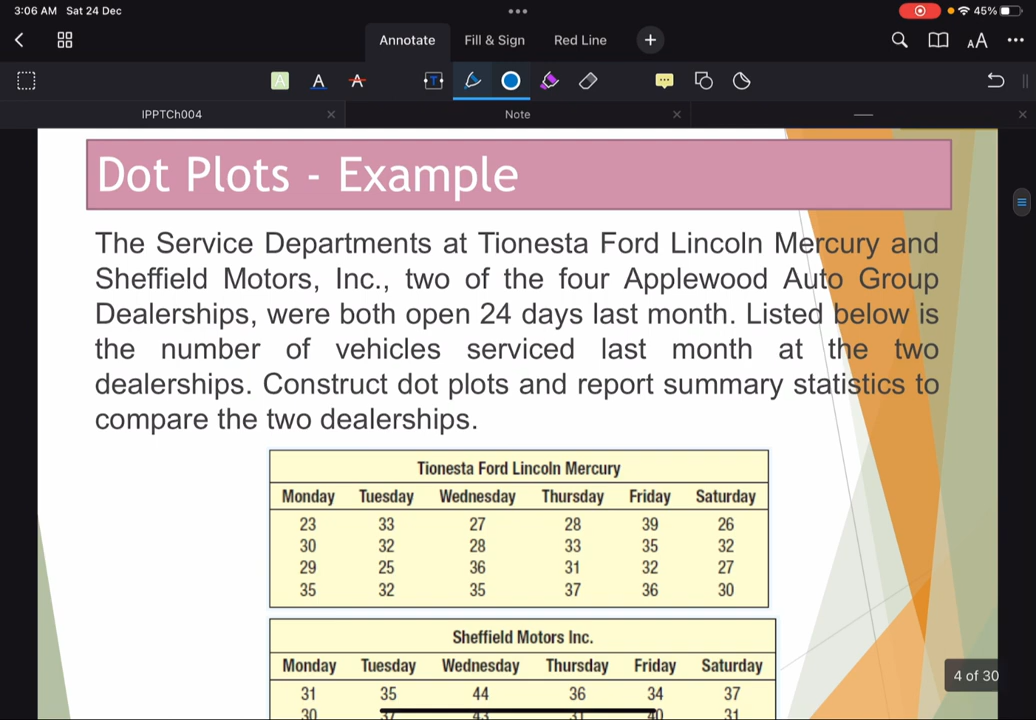 3:06 AM Sat 24 Dec
45%
Annotate Fill & Sign Red Line
AA
A A A T
IPPTCh004 Note
Dot Plots - Example
The Service Departments at Tionesta Ford Lincoln Mercury and
Sheffield Motors, Inc., two of the four Applewood Auto Group
Dealerships, were both open 24 days last month. Listed below is
the number of vehicles serviced last month at the two
dealerships. Construct dot plots and report summary statistics to
compare the two dealerships.
Tionesta Ford Lincoln Mercury
Monday Tuesday Wednesday Thursday Friday Saturday
23 33 27 28 39 26
30 32 28 33 35 32
29 25 36 31 32 27
35 32 35 37 36 30
Sheffield Motors Inc.
Monday Tuesday Wednesday Thursday Friday Saturday
31 35 44 36 34 37
30 37 43 31 40 31
4 of 30